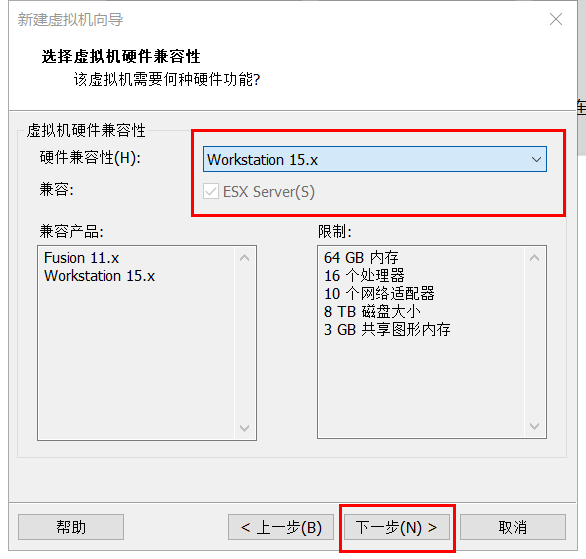 新建虚拟机向导
选择虚拟机硬件兼容性
该虚拟机需要何种硬件功能?
虚拟机硬件兼容性
硬件兼容性(H):
Workstation 15.x
兼容:
ESX Server(S)
兼容产品:
Fusion 11.x
Workstation 15.x
限制:
64 GB 内存
16 个处理器
10 个网络适配器
8 TB 磁盘大小
3 GB 共享图形内存
帮助
< 上一步(B)
下一步(N) >
取消